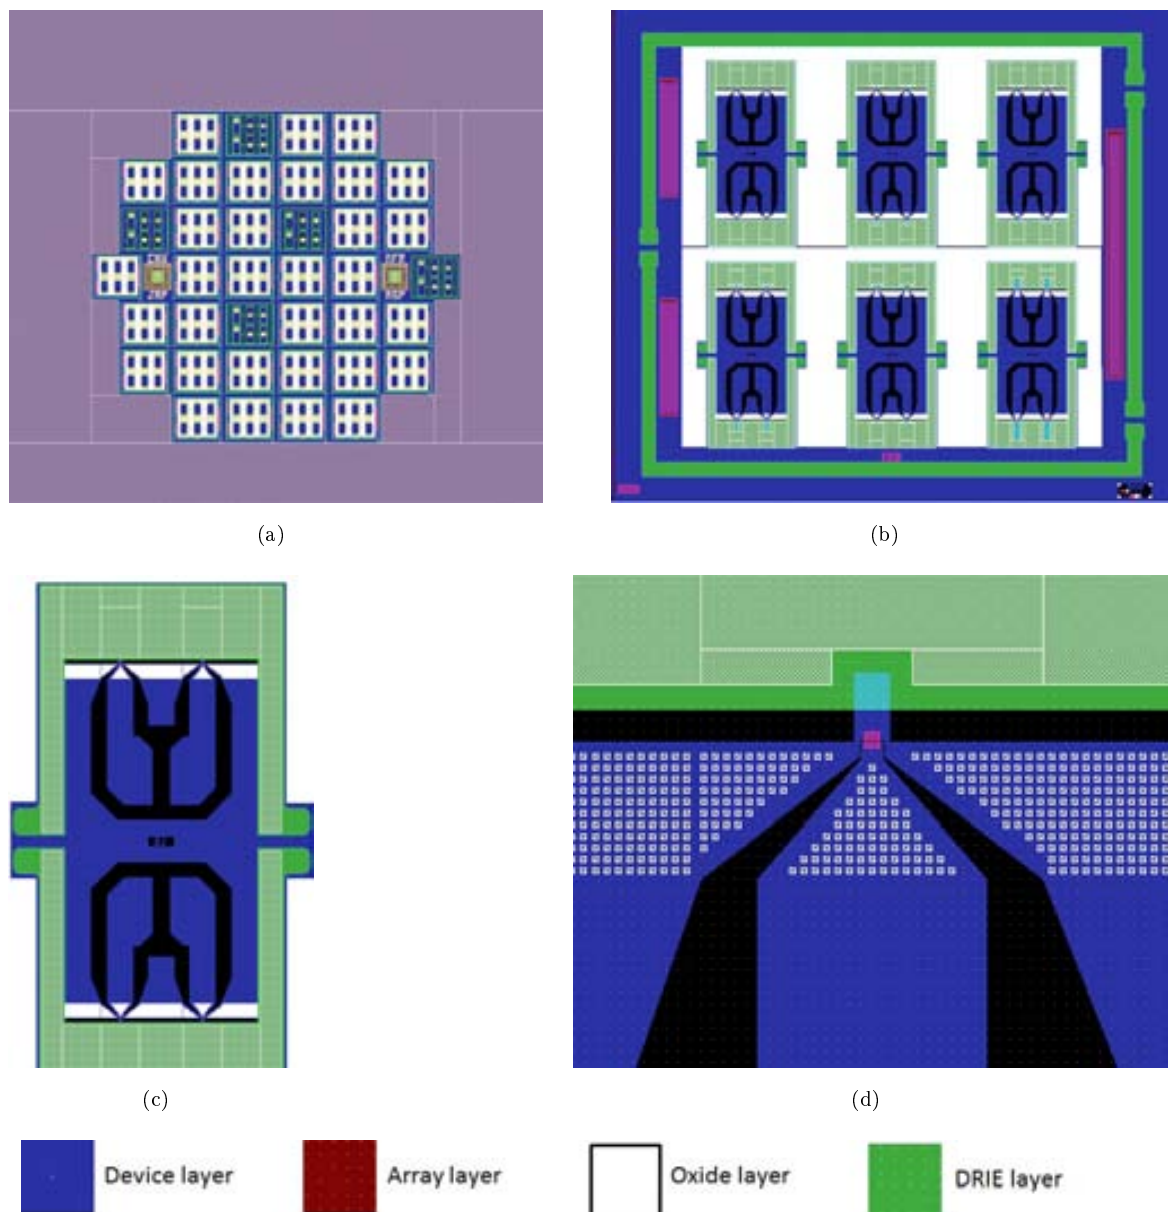 (a)
(b)
(c)
(d)
Device layer
Array layer
Oxide layer
DRIE layer